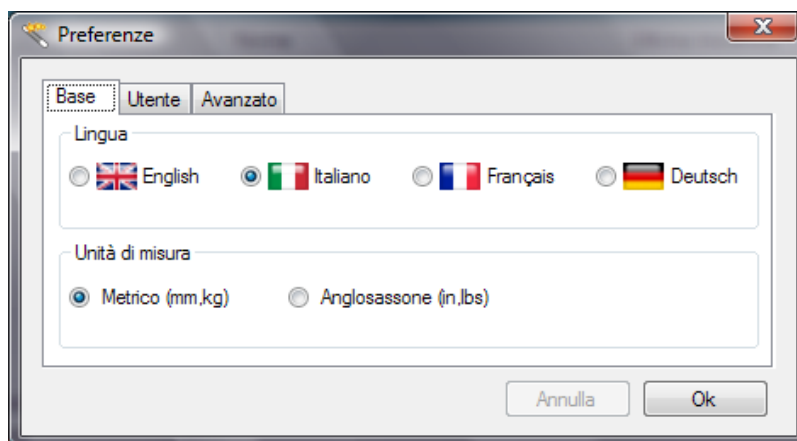 Preferenze
Base Utente Avanzato
Lingua
English Italiano Français Deutsch
Unità di misura
Metrico (mm,kg) Anglosassone (in,lbs)
Annulla Ok